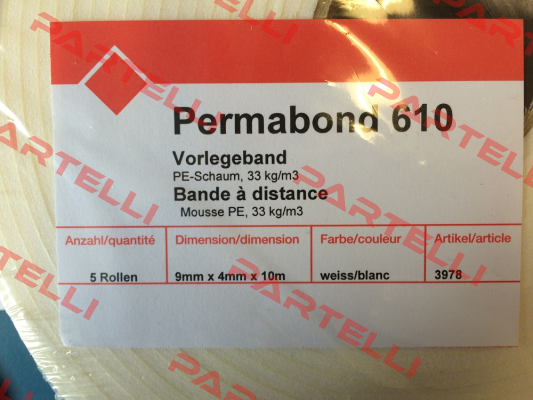 Permabond 610
Vorlegeband
PE-Schaum, 33 kg/m3
Bande à distance
Mousse PE, 33 kg/m3
Anzahl/quantité Dimension/dimension Farbe/couleur Artikel/article
5 Rollen 9mm x 4mm x 10m weiss/blanc 3978
PARTELLI
PARTELLI
PARTELLI
PARTELLI
PARTELLI
PARTELLI